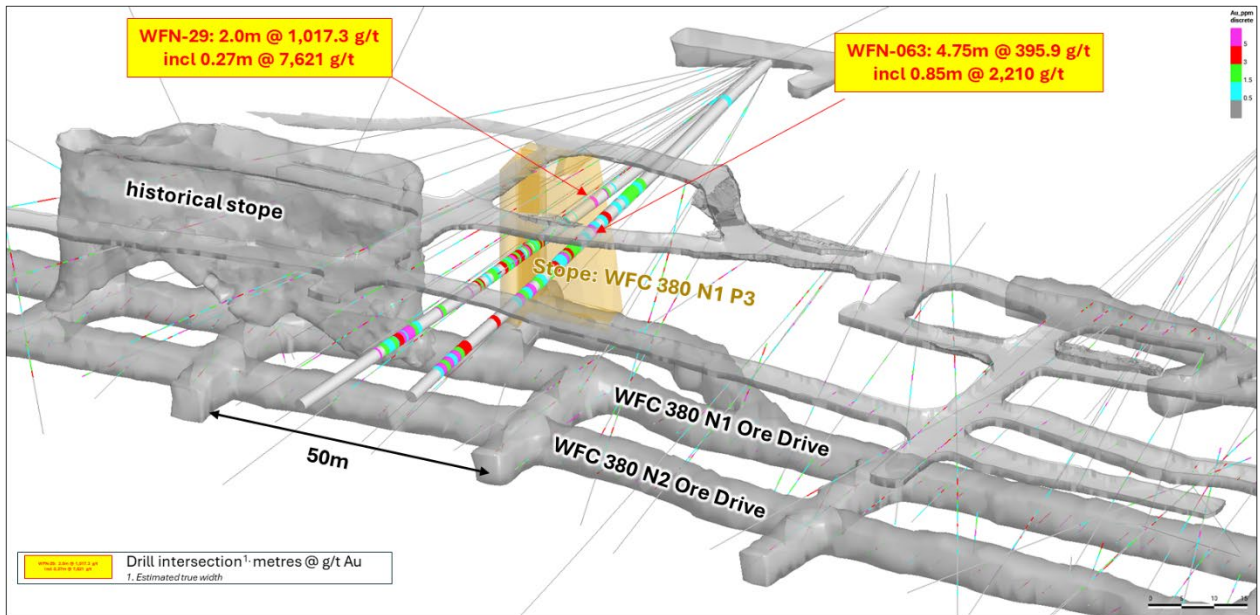 WFN-29: 2.0m @ 1,017.3 g/t
incl 0.27m @ 7,621 g/t
WFN-063: 4.75m @ 395.9 g/t
incl 0.85m @ 2,210 g/t
Au_ppm
discrete
5
3
1.5
0.5
historical stope
Stope: WFC 380 N1 P3
WFC 380 N1 Ore Drive
WFC 380 N2 Ore Drive
50m
Drill intersection¹· metres @ g/t Au
1. Estimated true width